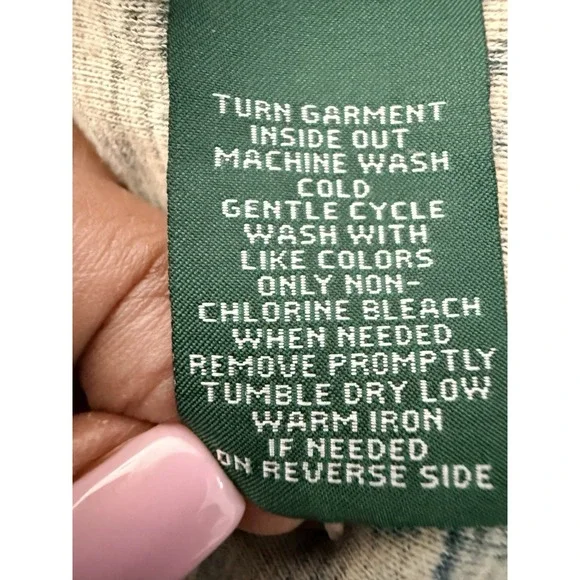 TURN GARMENT
INSIDE OUT
MACHINE WASH
COLD
GENTLE CYCLE
WASH WITH
LIKE COLORS
ONLY NON-
CHLORINE BLEACH
WHEN NEEDED
REMOVE PROMPTLY
TUMBLE DRY LOW
WARM IRON
IF NEEDED
ON REVERSE SIDE